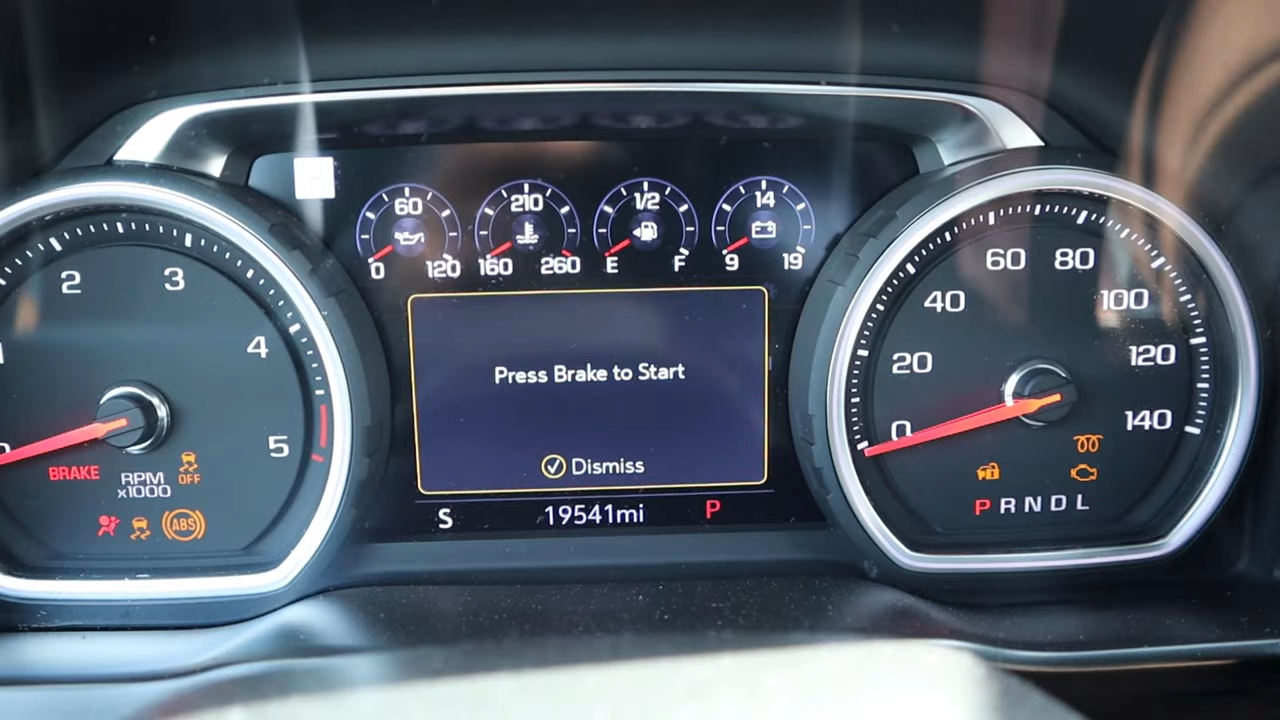 60
210
1/2
14
0
120
160
260
E
F
9
19
2
3
4
5
BRAKE
RPM
x1000
OFF
ABS
Press Brake to Start
Dismiss
S
19541mi
P
0
20
40
60
80
100
120
140
PRNDL